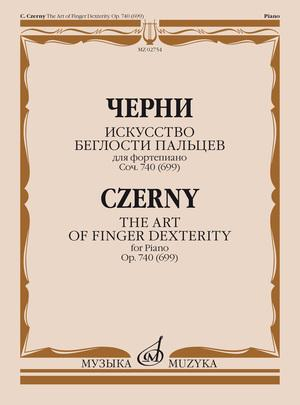 C. Czerny The Art of Finger Dexterity. Op. 740 (699) Piano
MZ 02754
ЧЕРНИ
ИСКУССТВО
БЕГЛОСТИ ПАЛЬЦЕВ
для фортепиано
Соч. 740 (699)
CZERNY
THE ART
OF FINGER DEXTERITY
for Piano
Op. 740 (699)
МУЗЫКА MUZYKA